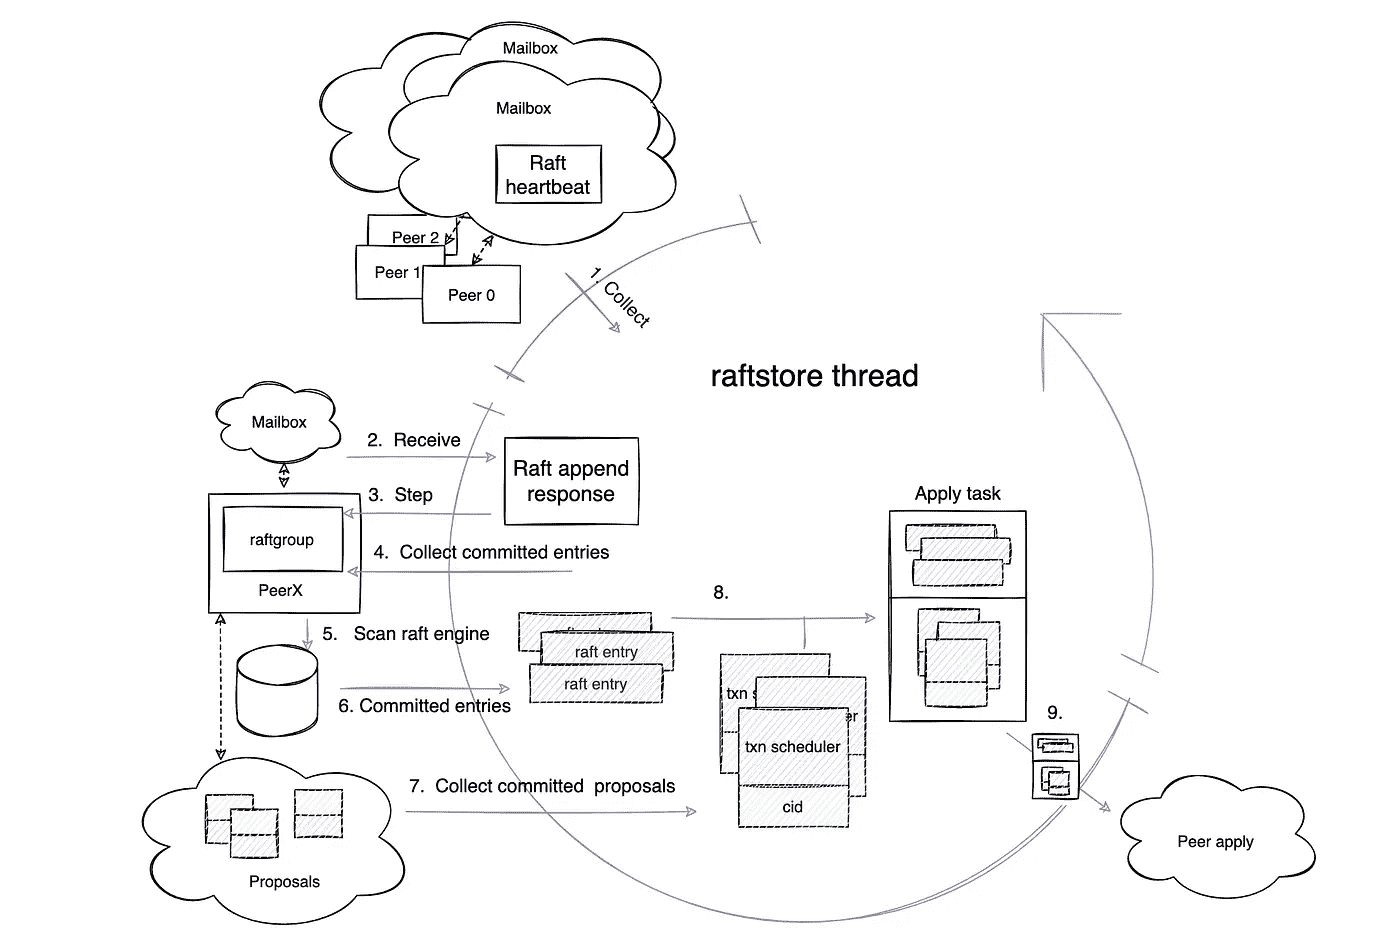 Mailbox
Mailbox
Raft
heartbeat
Peer 2
Peer 1
Peer 0
1. Collect
raftstore thread
Mailbox
2. Receive
Raft append
response
3. Step
raftgroup
4. Collect committed entries
PeerX
Apply task
8.
5. Scan raft engine
raft entry
raft entry
6. Committed entries
txn
txn scheduler
cid
9.
7. Collect committed proposals
Proposals
Peer apply